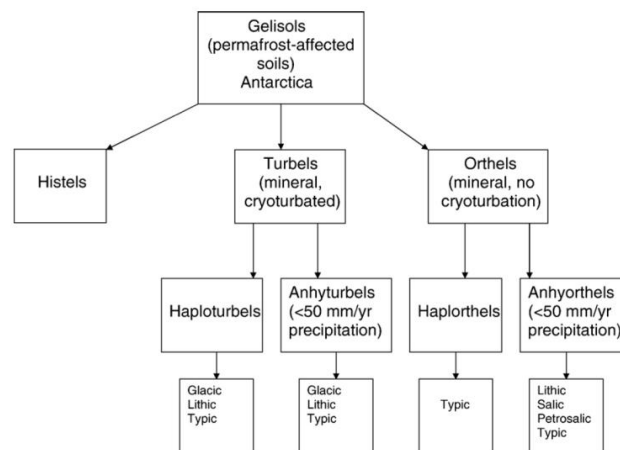 Gelisols
(permafrost-affected
soils)
Antarctica
Histels
Turbels
(mineral,
cryoturbated)
Orthels
(mineral, no
cryoturbation)
Haploturbels
Anhyturbels
(<50 mm/yr
precipitation)
Haplorthels
Anhyorthels
(<50 mm/yr
precipitation)
Glacic
Lithic
Typic
Glacic
Lithic
Typic
Typic
Lithic
Salic
Petrosalic
Typic